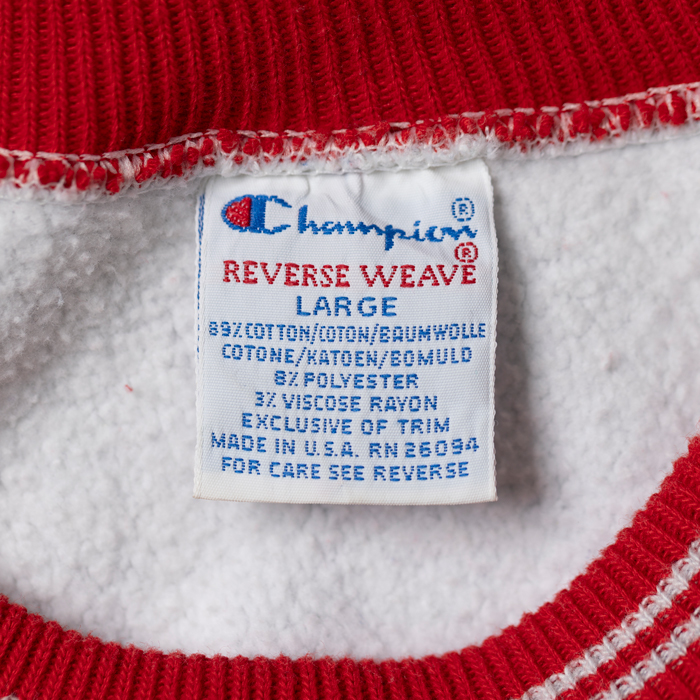 Champion®
REVERSE WEAVE®
LARGE
89% COTTON/COTON/BAUMWOLLE
COTONE/KATOEN/BOMULD
8% POLYESTER
3% VISCOSE RAYON
EXCLUSIVE OF TRIM
MADE IN U.S.A. RN 26094
FOR CARE SEE REVERSE